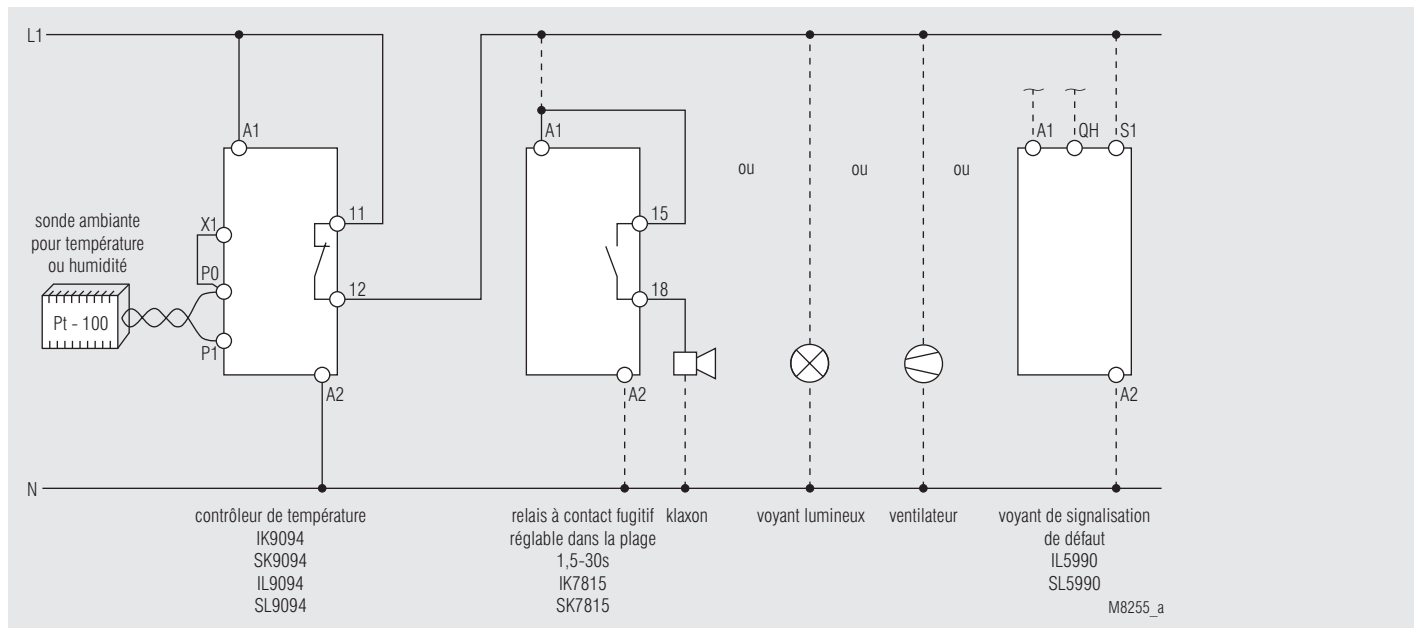 L1
A1
A1
A1
QH
S1
ou
ou
ou
sonde ambiante
pour température
ou humidité
X1
11
15
P0
12
18
Pt - 100
P1
A2
A2
A2
N
contrôleur de température
IK9094
SK9094
IL9094
SL9094
relais à contact fugitif
réglable dans la plage
1,5-30s
IK7815
SK7815
klaxon
voyant lumineux
ventilateur
voyant de signalisation
de défaut
IL5990
SL5990
M8255_a